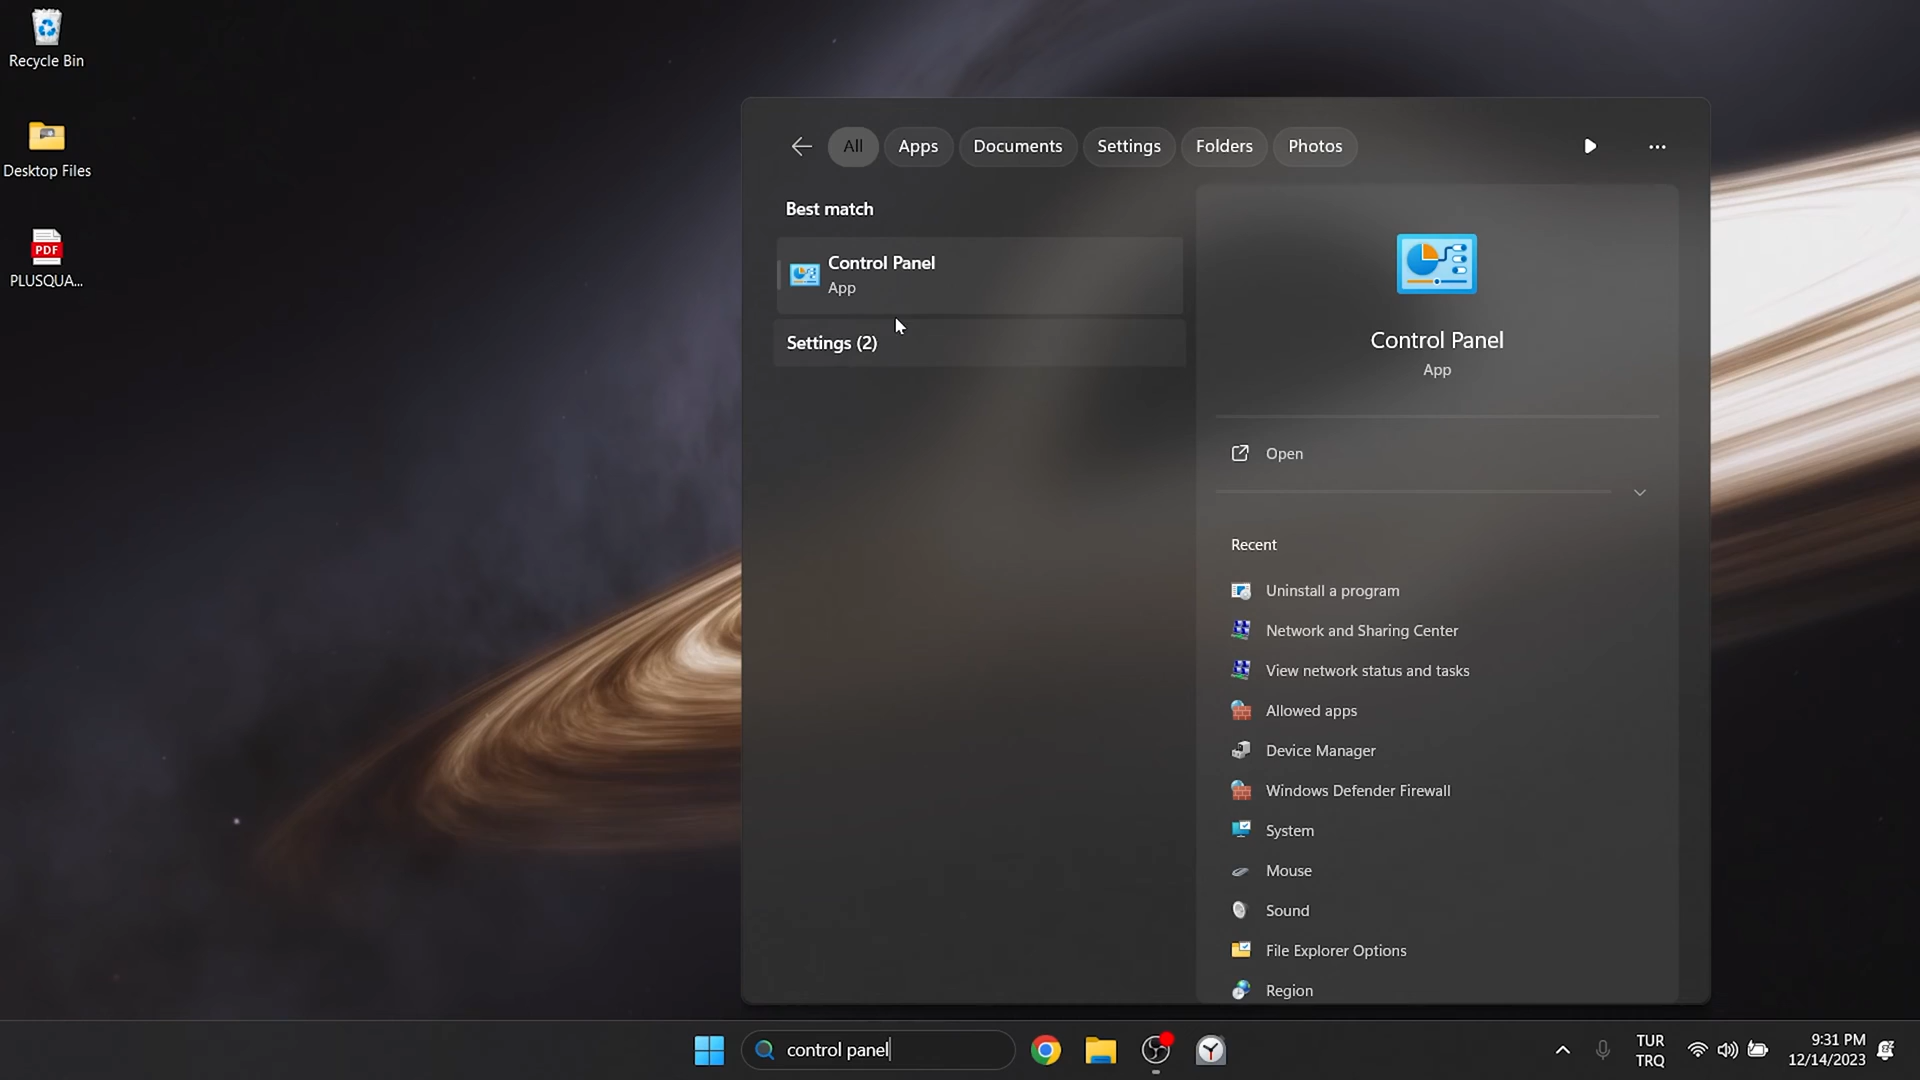 Recycle Bin
Desktop Files
PDF
PLUSQUA...
All
Apps
Documents
Settings
Folders
Photos
Best match
Control Panel
App
Settings (2)
Control Panel
App
Open
Recent
Uninstall a program
Network and Sharing Center
View network status and tasks
Allowed apps
Device Manager
Windows Defender Firewall
System
Mouse
Sound
File Explorer Options
Region
control panel
TUR
TRQ
9:31 PM
12/14/2023